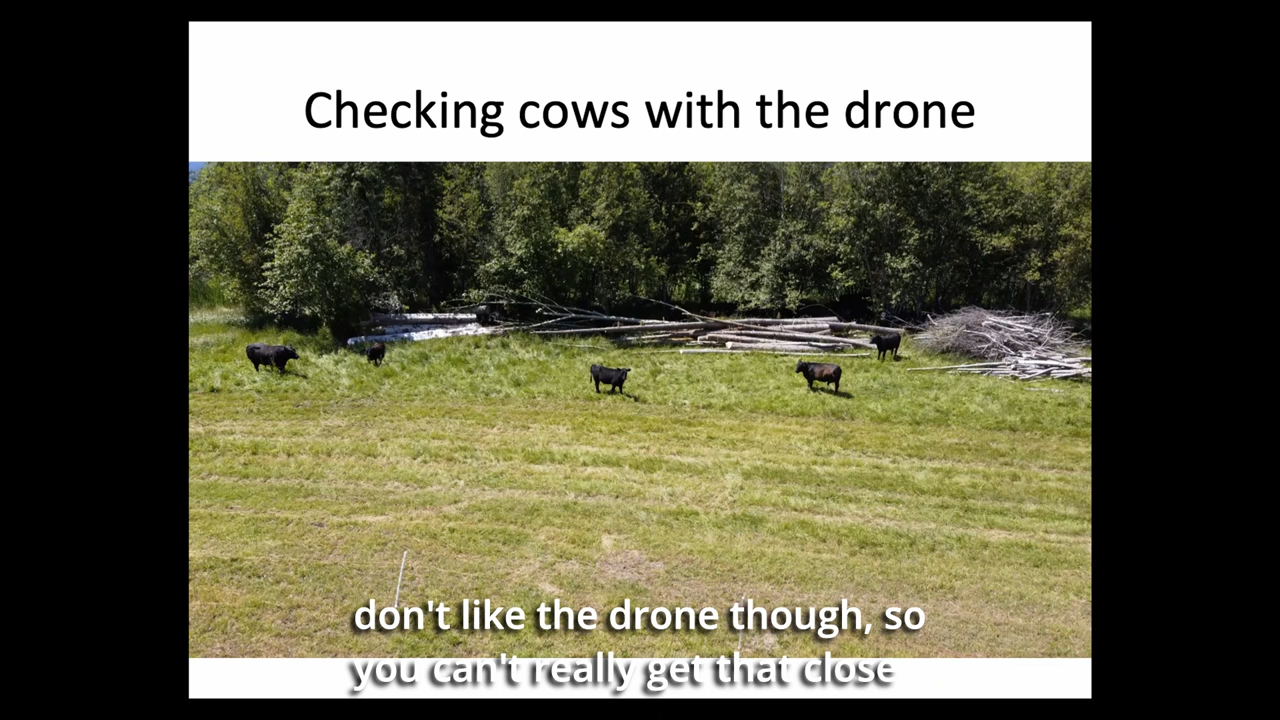 Checking cows with the drone
don't like the drone though, so
you can't really get that close